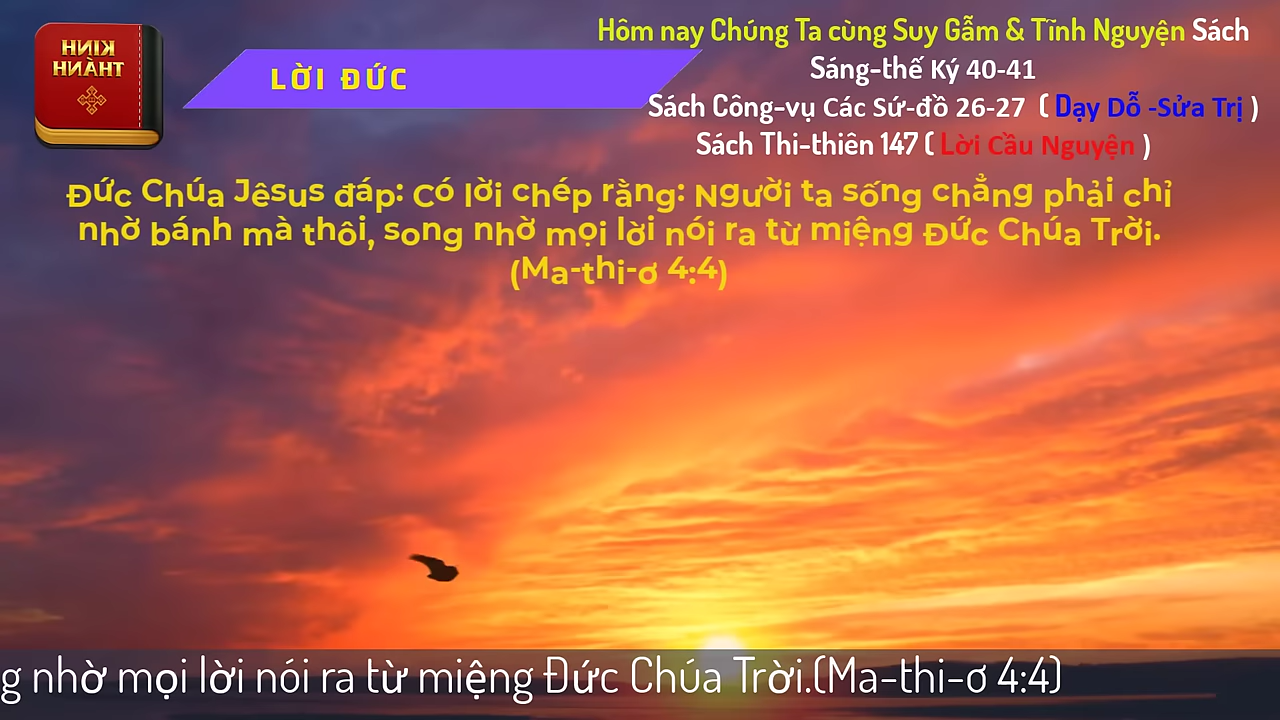 KINH
THÀNH
LỜI ĐỨC
Hôm nay Chúng Ta cùng Suy Gẫm & Tĩnh Nguyện Sách
Sáng-thế Ký 40-41
Sách Công-vụ Các Sứ-đồ 26-27 ( Dạy Dỗ -Sửa Trị )
Sách Thi-thiên 147 ( Lời Cầu Nguyện )
Đức Chúa Jêsus đáp: Có lời chép rằng: Người ta sống chẳng phải chỉ
nhờ bánh mà thôi, song nhờ mọi lời nói ra từ miệng Đức Chúa Trời.
(Ma-thi-ơ 4:4)
g nhờ mọi lời nói ra từ miệng Đức Chúa Trời.(Ma-thi-ơ 4:4)